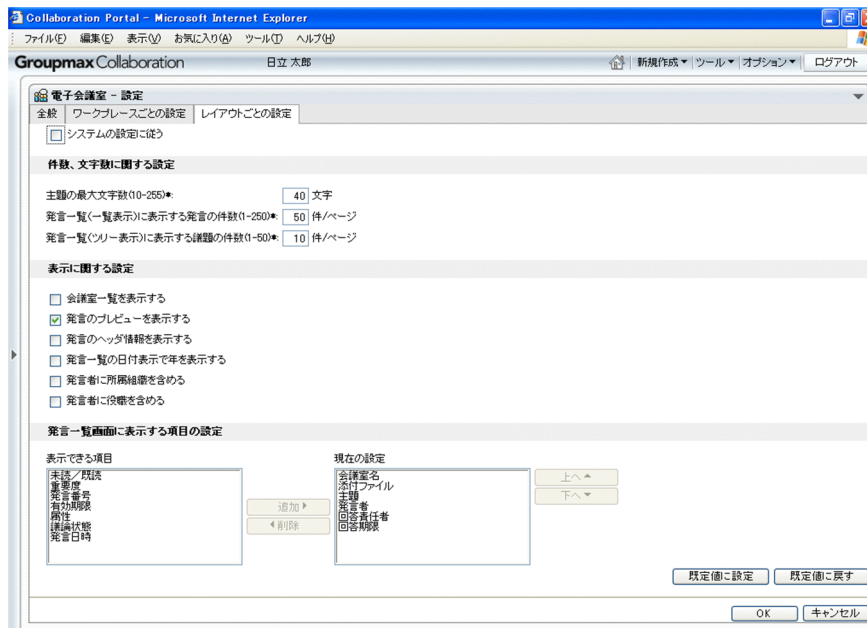 Collaboration Portal - Microsoft Internet Explorer
ファイル(F) 編集(E) 表示(V) お気に入り(A) ツール(T) ヘルプ(H)
Groupmax Collaboration 日立 太郎 新規作成 ツール オプション ログアウト
電子会議室 - 設定
全般 ワークプレースごとの設定 レイアウトごとの設定
システムの設定に従う
件数、文字数に関する設定
主題の最大文字数(10-255)*: 40 文字
発言一覧(一覧表示)に表示する発言の件数(1-250)*: 50 件/ページ
発言一覧(ツリー表示)に表示する議題の件数(1-50)*: 10 件/ページ
表示に関する設定
会議室一覧を表示する
発言のプレビューを表示する
発言のヘッダ情報を表示する
発言一覧の日付表示で年を表示する
発言者に所属組織を含める
発言者に役職を含める
発言一覧画面に表示する項目の設定
表示できる項目
未読/既読
重要度
発言番号
有効期限
属性
議論状態
発言日時
追加
削除
現在の設定
会議室名
添付ファイル
主題
発言者
回答責任者
回答期限
上へ
下へ
既定値に設定 既定値に戻す
OK キャンセル